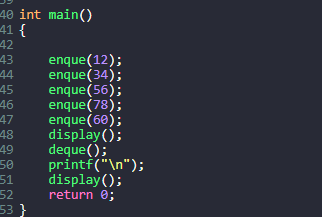 40 int main()
41 {
42
43     enque(12);
44     enque(34);
45     enque(56);
46     enque(78);
47     enque(60);
48     display();
49     deque();
50     printf("\n");
51     display();
52     return 0;
53 }